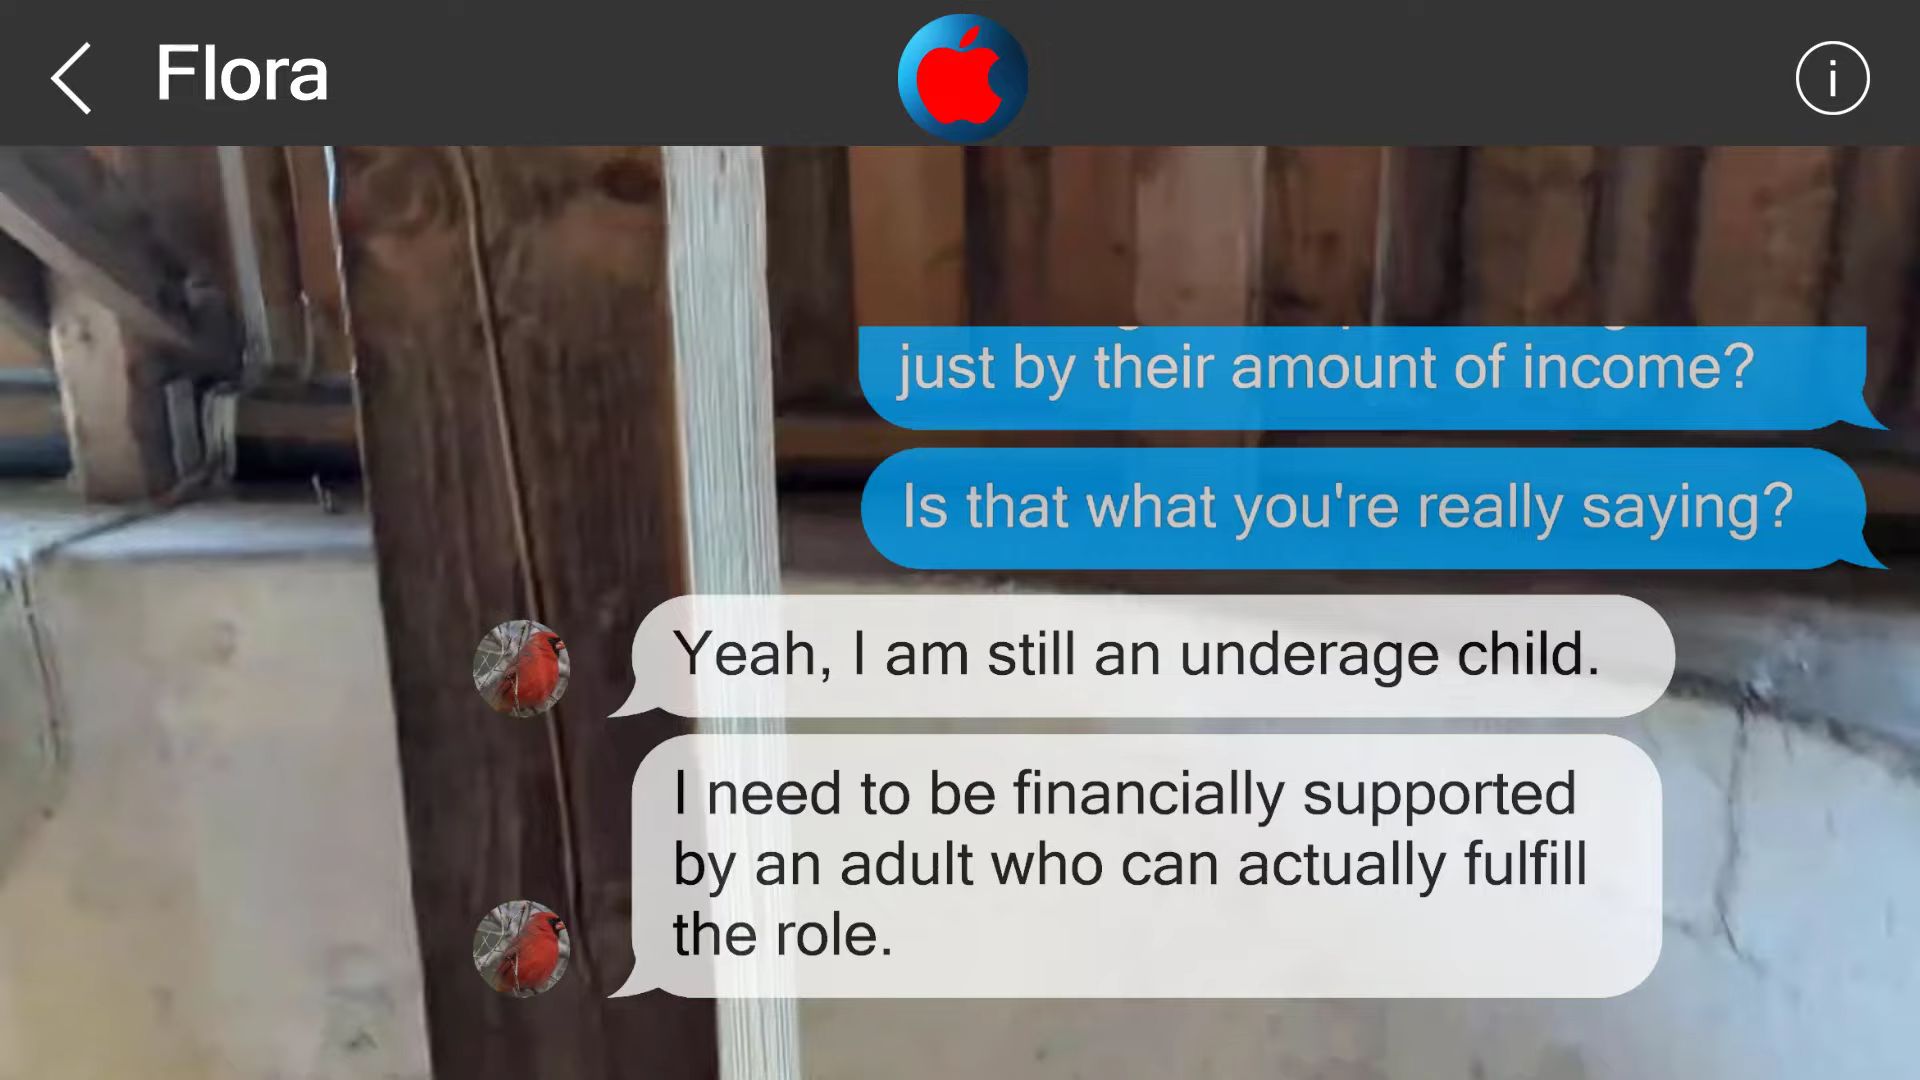 Flora
i
just by their amount of income?
Is that what you're really saying?
Yeah, I am still an underage child.
I need to be financially supported
by an adult who can actually fulfill
the role.